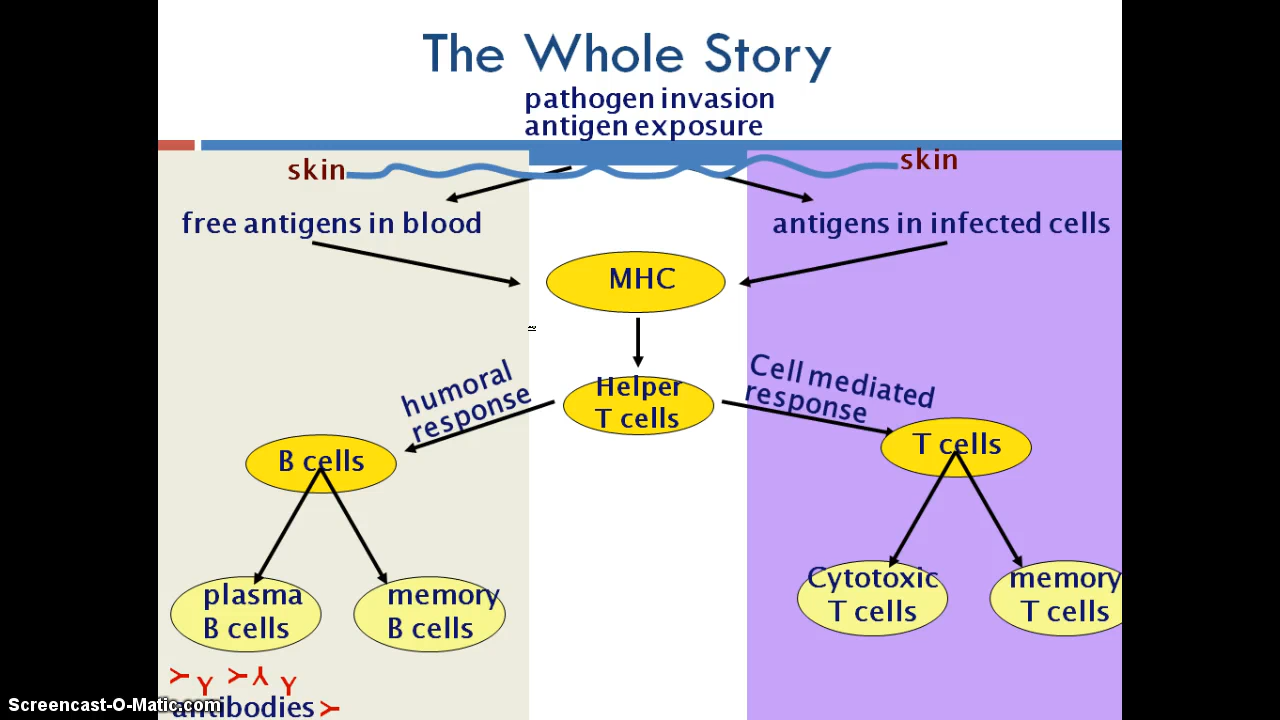 The Whole Story
pathogen invasion
antigen exposure
skin
skin
free antigens in blood
antigens in infected cells
MHC
humoral
response
Helper
T cells
Cell mediated
response
B cells
T cells
plasma
B cells
memory
B cells
Cytotoxic
T cells
memory
T cells
antibodies
Screencast-O-Matic.com